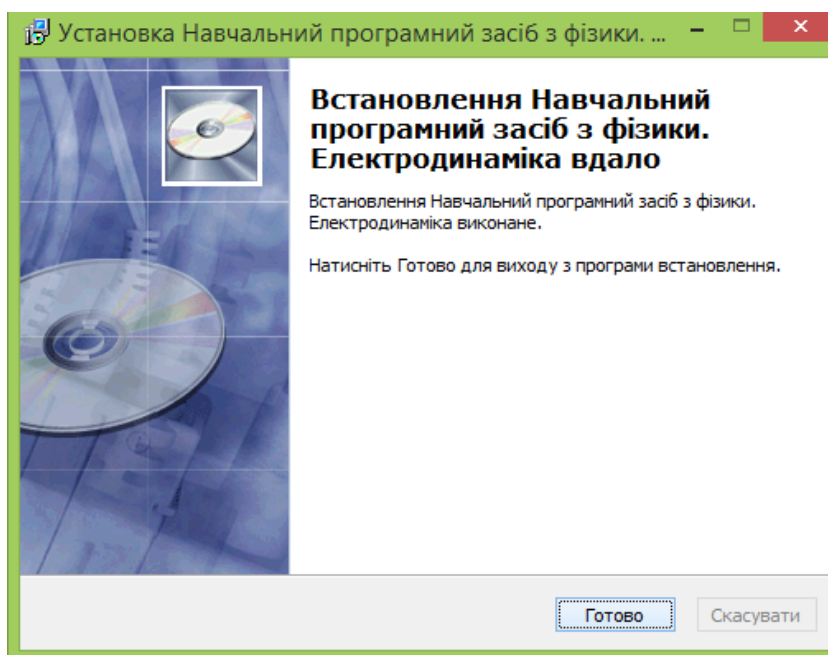 Установка Навчальний програмний засіб з фізики. ...
Встановлення Навчальний
програмний засіб з фізики.
Електродинаміка вдало
Встановлення Навчальний програмний засіб з фізики.
Електродинаміка виконане.
Натисніть Готово для виходу з програми встановлення.
Готово
Скасувати